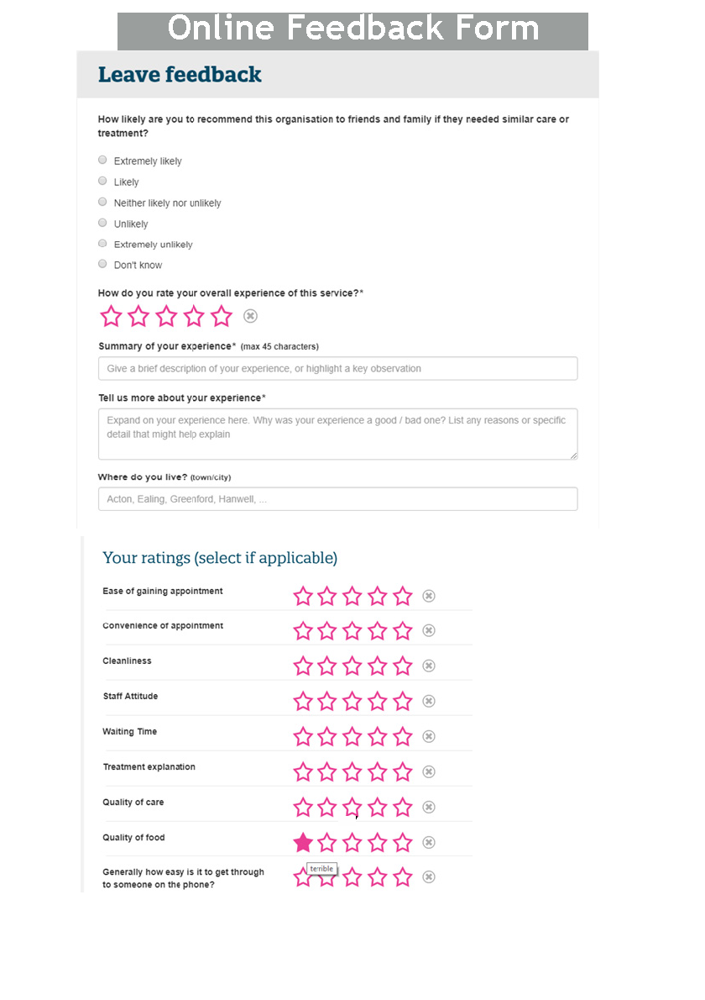 Online Feedback Form
Leave feedback
How likely are you to recommend this organisation to friends and family if they needed similar care or
treatment?
Extremely likely
Likely
Neither likely nor unlikely
Unlikely
Extremely unlikely
Don't know
How do you rate your overall experience of this service?*
Summary of your experience* (max 45 characters)
Give a brief description of your experience, or highlight a key observation
Tell us more about your experience*
Expand on your experience here. Why was your experience a good / bad one? List any reasons or specific
detail that might help explain
Where do you live? (town/city)
Acton, Ealing, Greenford, Hanwell, ...
Your ratings (select if applicable)
Ease of gaining appointment
Convenience of appointment
Cleanliness
Staff Attitude
Waiting Time
Treatment explanation
Quality of care
Quality of food
terrible
Generally how easy is it to get through
to someone on the phone?